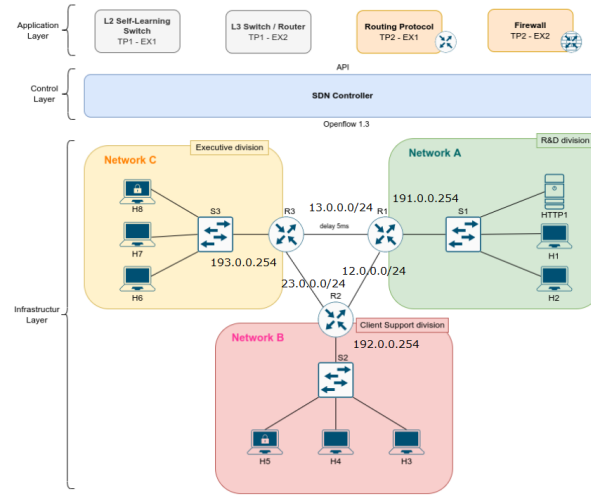 Application
Layer
L2 Self-Learning
Switch
TP1 - EX1
L3 Switch / Router
TP1 - EX2
Routing Protocol
TP2 - EX1
Firewall
TP2 - EX2
API
Control
Layer
SDN Controller
Openflow 1.3
Infrastructur
Layer
Executive division
Network C
H8
H7
H6
S3
193.0.0.254
R3
13.0.0.0/24
delay 5ms
R1
191.0.0.254
R&D division
Network A
S1
HTTP1
H1
H2
23.0.0.0/24
12.0.0.0/24
R2
Client Support division
192.0.0.254
Network B
S2
H5
H4
H3